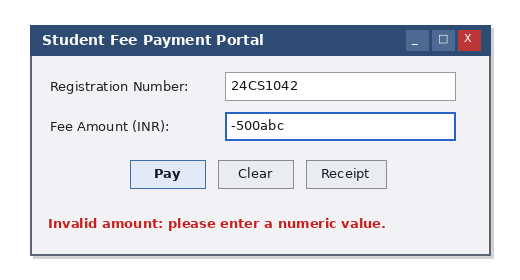 Student Fee Payment Portal _ □ X
Registration Number: 24CS1042
Fee Amount (INR): -500abc
Pay Clear Receipt
Invalid amount: please enter a numeric value.